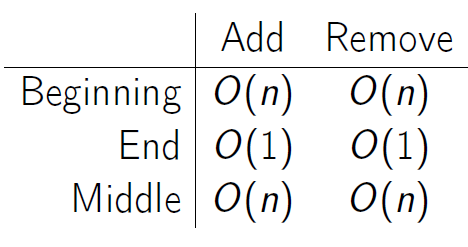 Add Remove
Beginning O(n) O(n)
End O(1) O(1)
Middle O(n) O(n)